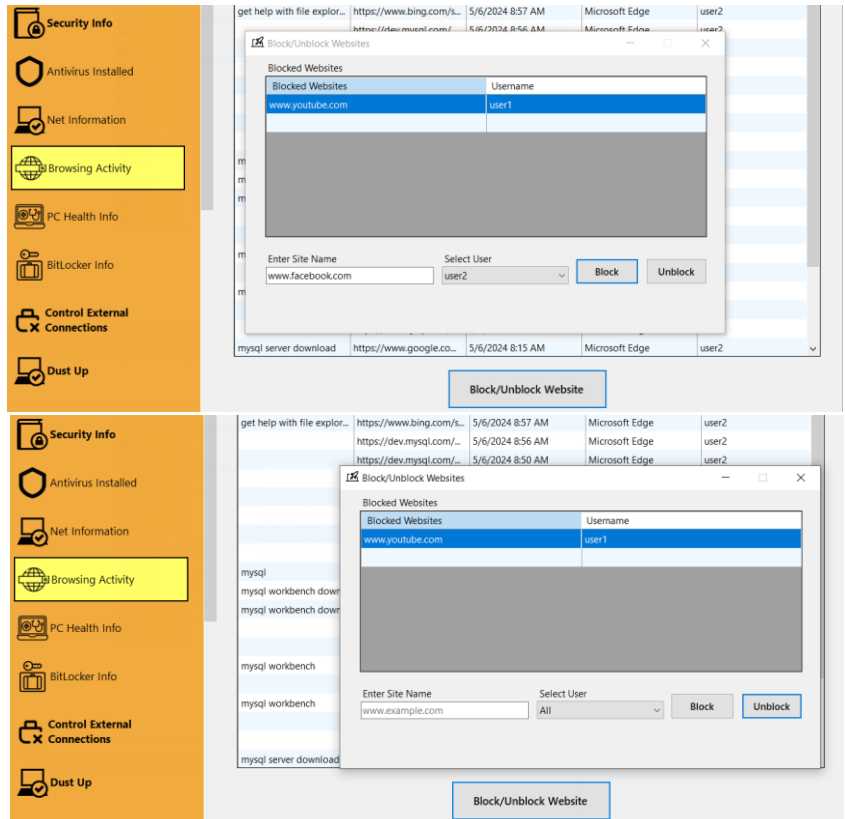 get help with file explor... https://www.bing.com/s... 5/6/2024 8:57 AM Microsoft Edge user2
https://dev.mysql.com/ 5/6/2024 8:56 AM Microsoft Edge user2
Security Info
Antivirus Installed
Net Information
Browsing Activity
PC Health Info
BitLocker Info
Control External
Connections
Dust Up
Block/Unblock Websites
Blocked Websites
Blocked Websites Username
www.youtube.com user1
m
m
m
m
m
Enter Site Name Select User
www.facebook.com user2 Block Unblock
mysql server download https://www.google.co... 5/6/2024 8:15 AM Microsoft Edge user2
Block/Unblock Website
get help with file explor... https://www.bing.com/s... 5/6/2024 8:57 AM Microsoft Edge user2
https://dev.mysql.com/... 5/6/2024 8:56 AM Microsoft Edge user2
https://dev.mysql.com/... 5/6/2024 8:50 AM Microsoft Edge user2
Security Info
Antivirus Installed
Net Information
Browsing Activity
PC Health Info
BitLocker Info
Control External
Connections
Dust Up
Block/Unblock Websites
Blocked Websites
Blocked Websites Username
www.youtube.com user1
mysql
mysql workbench down
mysql workbench down
mysql workbench
mysql workbench
mysql server download
Enter Site Name Select User
www.example.com All Block Unblock
Block/Unblock Website